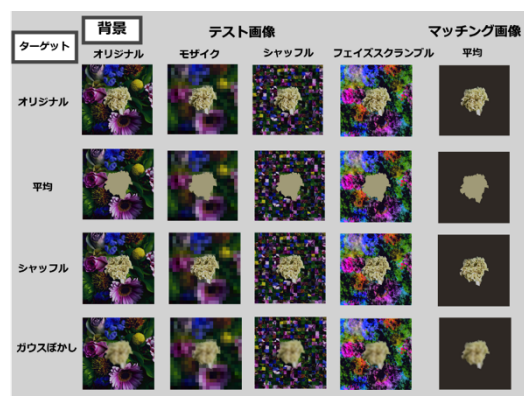 背景
テスト画像
マッチング画像
ターゲット
オリジナル
モザイク
シャッフル
フェイズスクランブル
平均
オリジナル
平均
シャッフル
ガウスぼかし